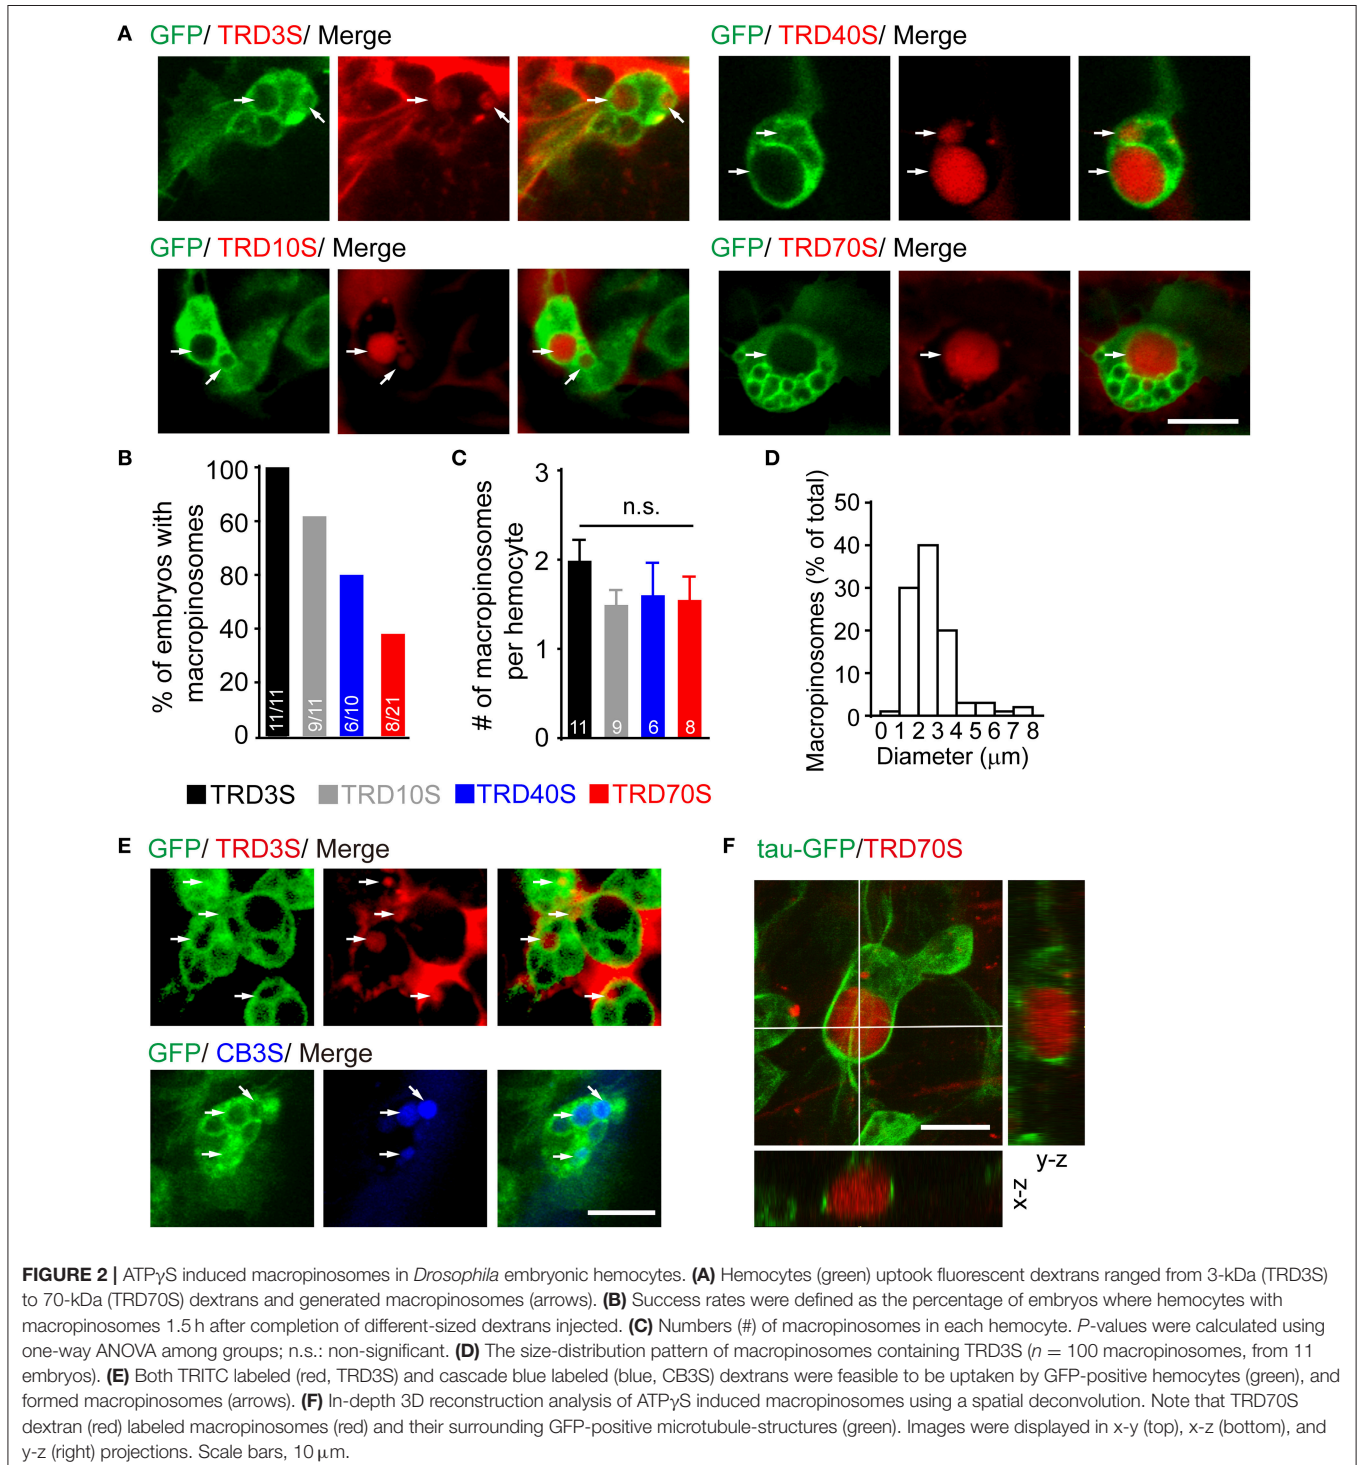 A
GFP/ TRD3S/ Merge
GFP/ TRD40S/ Merge
GFP/ TRD10S/ Merge
GFP/ TRD70S/ Merge
B
% of embryos with
macropinosomes
100
60
80
40
20
0
11/11
9/11
6/10
8/21
C
# of macropinosomes
per hemocyte
3
2
1
0
n.s.
11
9
6
8
D
Macropinosomes (% of total)
50
40
30
20
10
0
0 1 2 3 4 5 6 7 8
Diameter (μm)
TRD3S TRD10S TRD40S TRD70S
E
GFP/ TRD3S/ Merge
GFP/ CB3S/ Merge
F
tau-GFP/TRD70S
y-z
x-z
FIGURE 2 | ATPγS induced macropinosomes in Drosophila embryonic hemocytes. (A) Hemocytes (green) uptook fluorescent dextrans ranged from 3-kDa (TRD3S)
to 70-kDa (TRD70S) dextrans and generated macropinosomes (arrows). (B) Success rates were defined as the percentage of embryos where hemocytes with
macropinosomes 1.5 h after completion of different-sized dextrans injected. (C) Numbers (#) of macropinosomes in each hemocyte. P-values were calculated using
one-way ANOVA among groups; n.s.: non-significant. (D) The size-distribution pattern of macropinosomes containing TRD3S (n = 100 macropinosomes, from 11
embryos). (E) Both TRITC labeled (red, TRD3S) and cascade blue labeled (blue, CB3S) dextrans were feasible to be uptaken by GFP-positive hemocytes (green), and
formed macropinosomes (arrows). (F) In-depth 3D reconstruction analysis of ATPγS induced macropinosomes using a spatial deconvolution. Note that TRD70S
dextran (red) labeled macropinosomes (red) and their surrounding GFP-positive microtubule-structures (green). Images were displayed in x-y (top), x-z (bottom), and
y-z (right) projections. Scale bars, 10 μm.